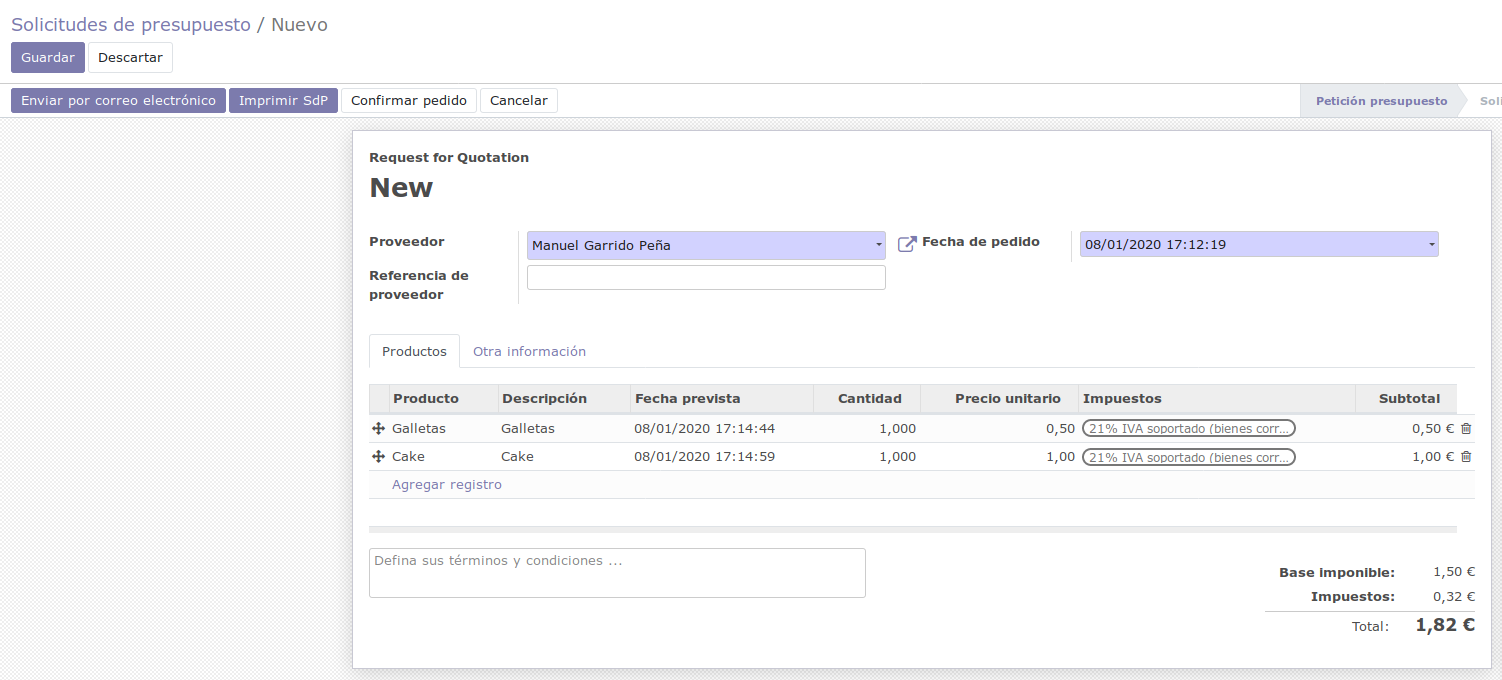 Solicitudes de presupuesto / Nuevo
Guardar Descartar
Enviar por correo electrónico Imprimir SdP Confirmar pedido Cancelar Petición presupuesto
Request for Quotation
New
Proveedor Manuel Garrido Peña Fecha de pedido 08/01/2020 17:12:19
Referencia de
proveedor
Productos Otra información
Producto Descripción Fecha prevista Cantidad Precio unitario Impuestos Subtotal
Galletas Galletas 08/01/2020 17:14:44 1,000 0,50 21% IVA soportado (bienes corr... 0,50 €
Cake Cake 08/01/2020 17:14:59 1,000 1,00 21% IVA soportado (bienes corr... 1,00 €
Agregar registro
Defina sus términos y condiciones ...
Base imponible: 1,50 €
Impuestos: 0,32 €
Total: 1,82 €